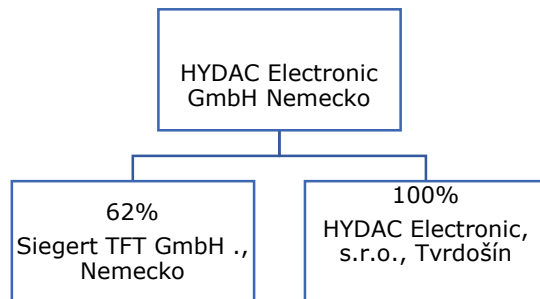 HYDAC Electronic
GmbH Nemecko
62%
Siegert TFT GmbH .,
Nemecko
100%
HYDAC Electronic,
s.r.o., Tvrdošín